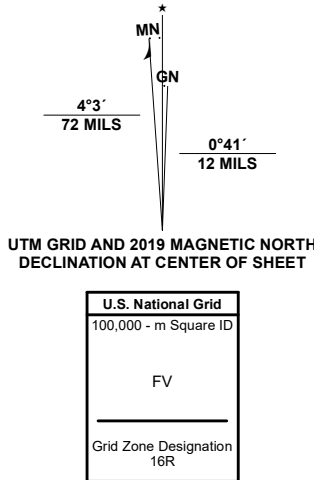 MN
GN
4°3´
72 MILS
0°41´
12 MILS
UTM GRID AND 2019 MAGNETIC NORTH
DECLINATION AT CENTER OF SHEET
U.S. National Grid
100,000 - m Square ID
FV
Grid Zone Designation
16R